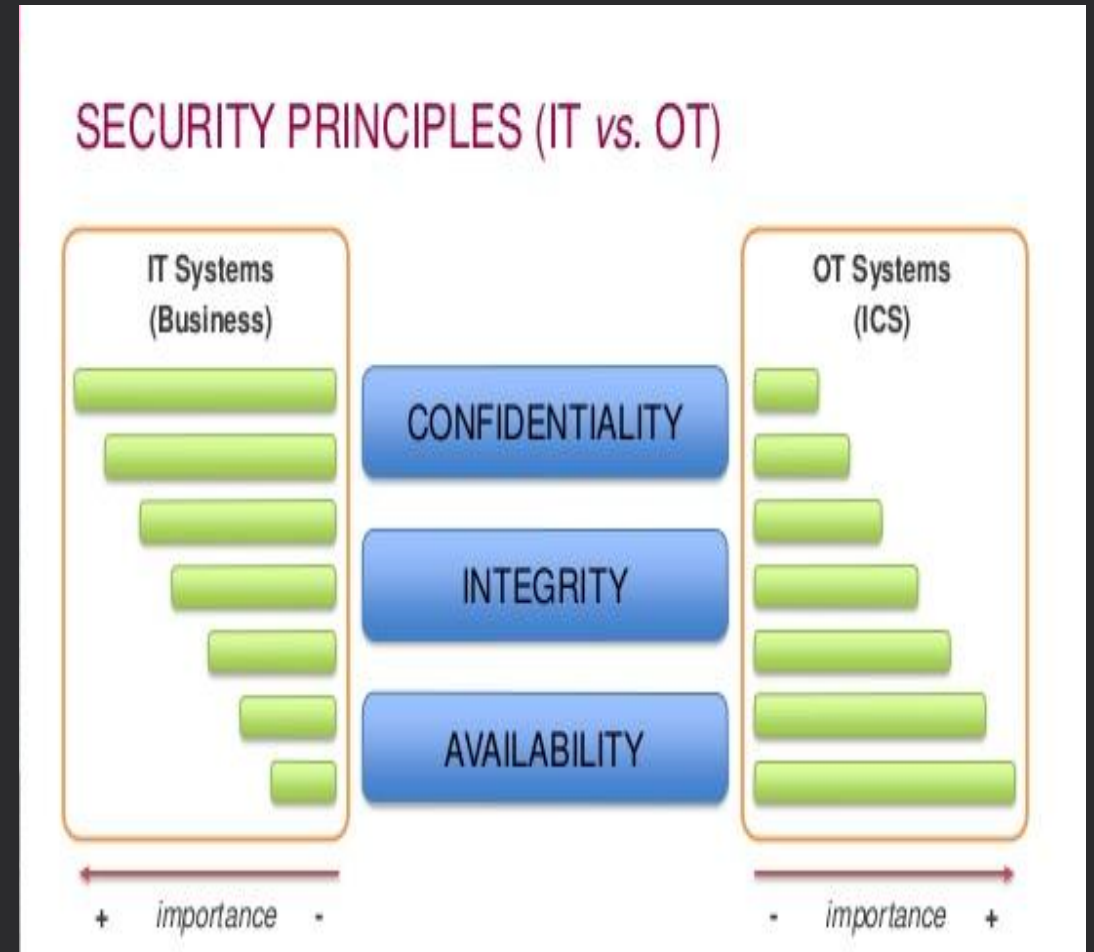 SECURITY PRINCIPLES (IT vs. OT)
IT Systems
(Business)
OT Systems
(ICS)
CONFIDENTIALITY
INTEGRITY
AVAILABILITY
+ importance -
- importance +